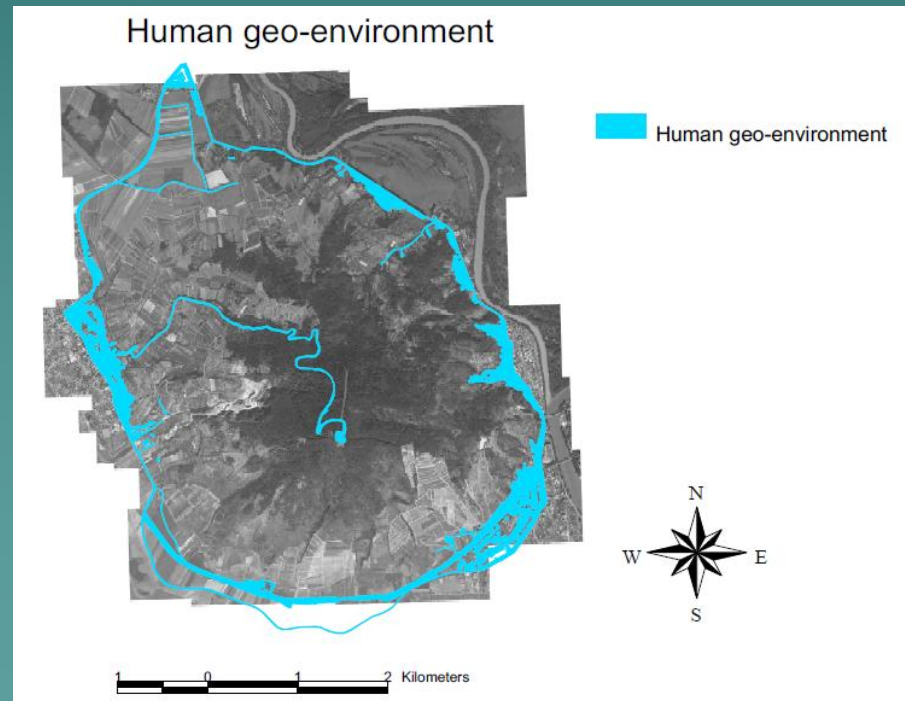 Human geo-environment
Human geo-environment
N
W
E
S
1 0 1 2 Kilometers